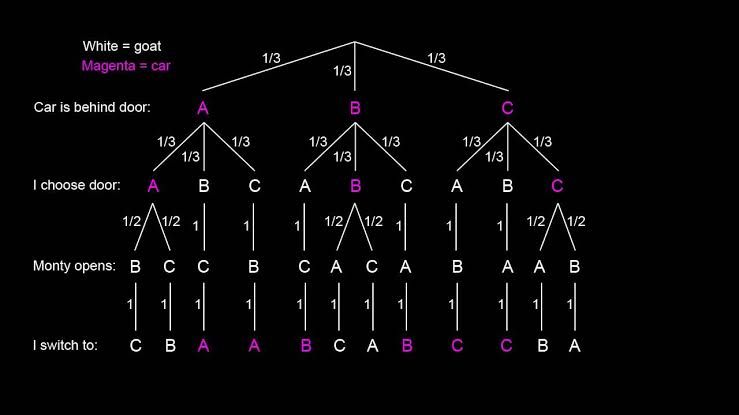 White = goat
Magenta = car
1/3 1/3 1/3
Car is behind door: A B C
1/3 1/3 1/3 1/3 1/3 1/3 1/3 1/3 1/3
I choose door: A B C A B C A B C
1/2 1/2 1 1 1 1/2 1/2 1 1 1 1/2 1/2
Monty opens: B C C B C A C A B A A B
1 1 1 1 1 1 1 1 1 1 1 1
I switch to: C B A A B C A B C C B A